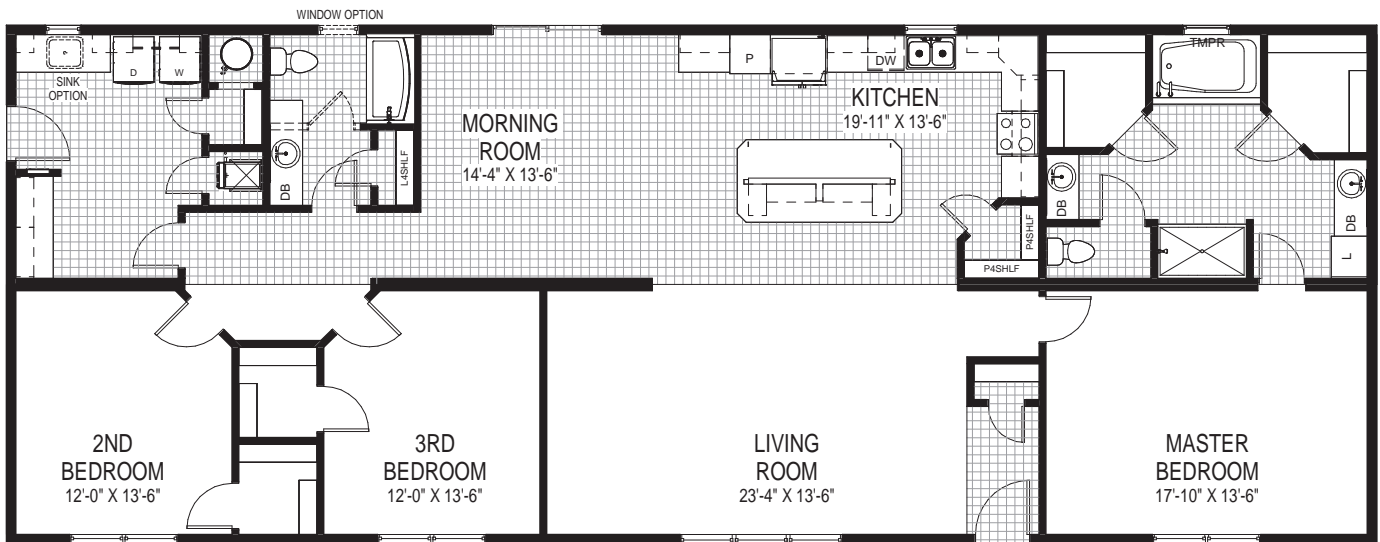 WINDOW OPTION
TMPR
P
DW
D
W
SINK
OPTION
KITCHEN
19'-11" X 13'-6"
MORNING
ROOM
14'-4" X 13'-6"
L4SHLF
DB
DB
DB
P4SHLF
P4SHLF
L
2ND
BEDROOM
12'-0" X 13'-6"
3RD
BEDROOM
12'-0" X 13'-6"
LIVING
ROOM
23'-4" X 13'-6"
MASTER
BEDROOM
17'-10" X 13'-6"